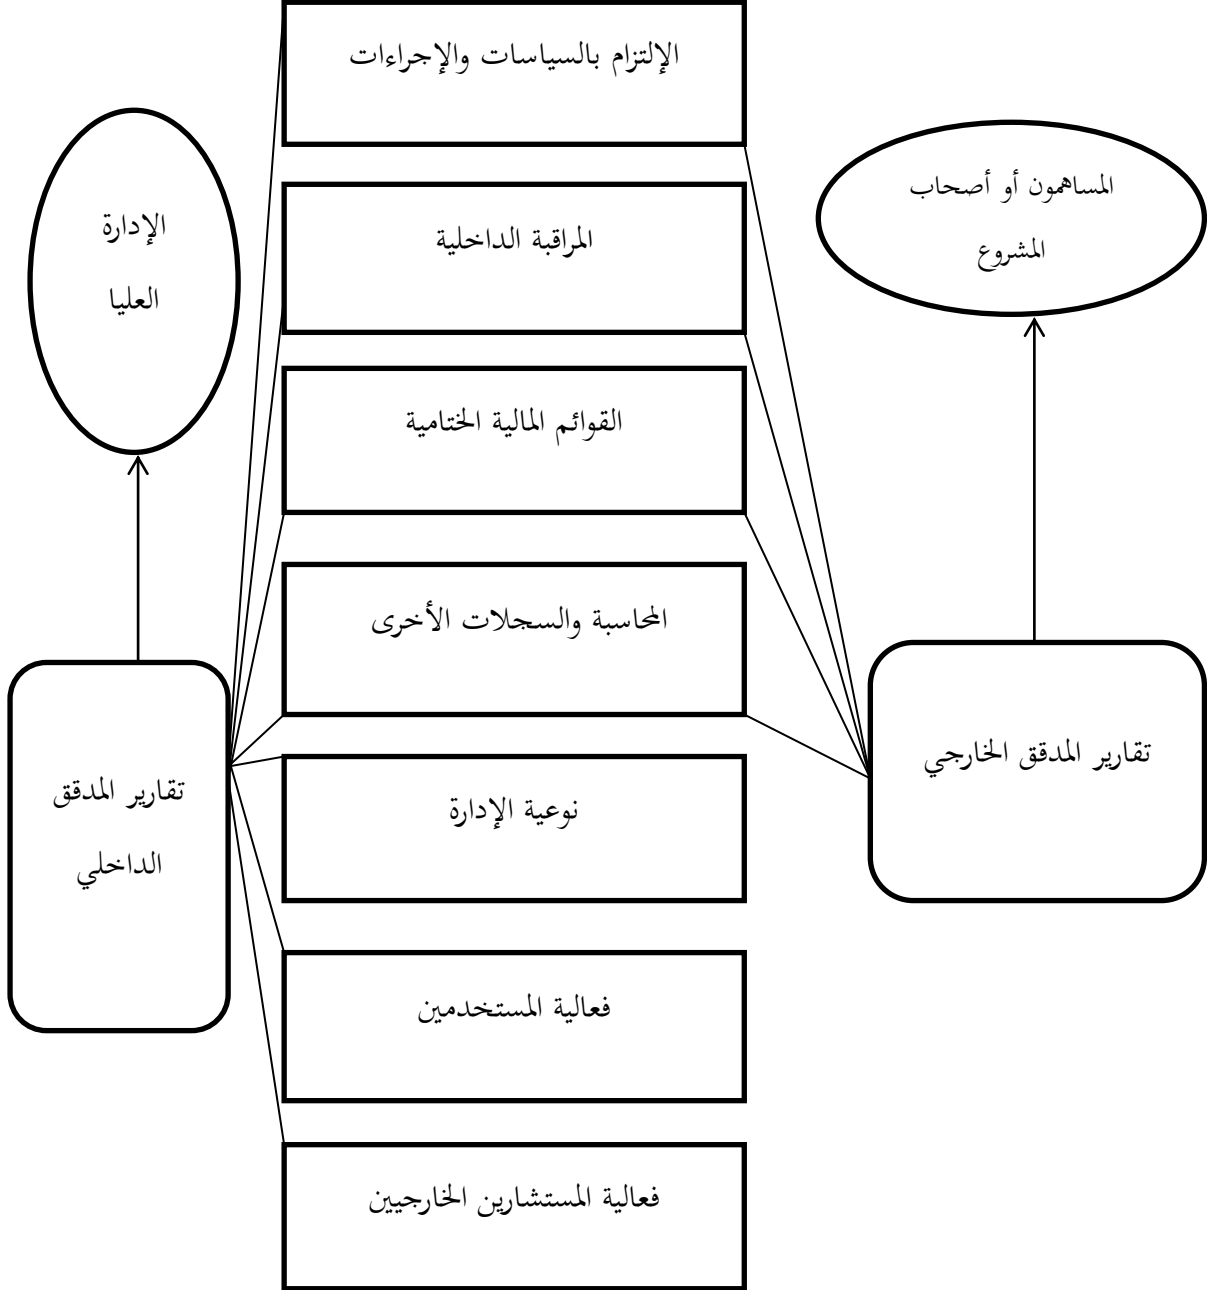 الإلتزام بالسياسات والإجراءات
المساهمون أو أصحاب
المشروع
المراقبة الداخلية
الإدارة
العليا
القوائم المالية الختامية
المحاسبة والسجلات الأخرى
تقارير المدقق الخارجي
نوعية الإدارة
تقارير المدقق
الداخلي
فعالية المستخدمين
فعالية المستشارين الخارجيين